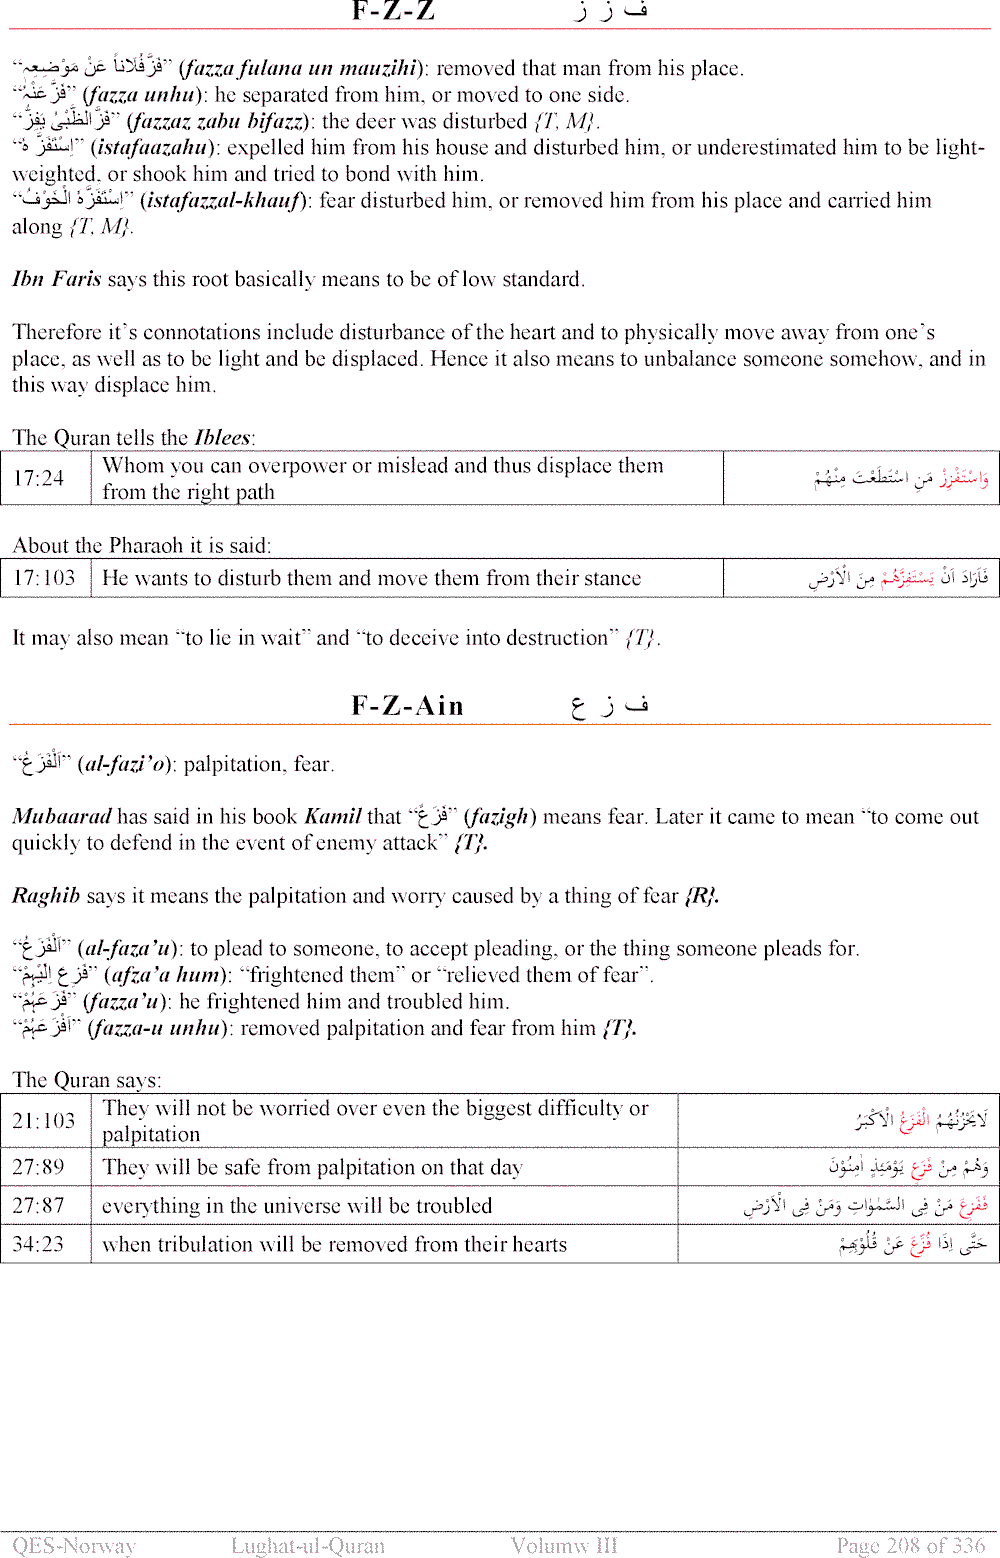 F-Z-Z ف ز ز
“فَزَّفُلَاناً عَنْ مَوْضِعِہٖ” (fazza fulana un mauzihi): removed that man from his place.
“فَزَّ عَنْہُ” (fazza unhu): he separated from him, or moved to one side.
“فَزَّ الظَّبْیُ یَفِزُّ” (fazzaz zabu bifazz): the deer was disturbed {T, M}.
“اِسْتَفَزَّ ہٗ” (istafaazahu): expelled him from his house and disturbed him, or underestimated him to be light-
weighted, or shook him and tried to bond with him.
“اِسْتَفَزَّہُ الْخَوْفُ” (istafazzal-khauf): fear disturbed him, or removed him from his place and carried him
along {T, M}.
Ibn Faris says this root basically means to be of low standard.
Therefore it’s connotations include disturbance of the heart and to physically move away from one’s
place, as well as to be light and be displaced. Hence it also means to unbalance someone somehow, and in
this way displace him.
The Quran tells the Iblees:
17:24 Whom you can overpower or mislead and thus displace them
from the right path وَاسْتَفْزِزْ مَنِ اسْتَطَعْتَ مِنْهُمْ
About the Pharaoh it is said:
17:103 He wants to disturb them and move them from their stance فَاَرَادَ اَنْ يَسْتَفِزَّهُمْ مِنَ الْاَرْضِ
It may also mean “to lie in wait” and “to deceive into destruction” {T}.
F-Z-Ain ف ز ع
“اَلْفَزَعُ” (al-fazi’o): palpitation, fear.
Mubaarad has said in his book Kamil that “فَزَعٌ” (fazigh) means fear. Later it came to mean “to come out
quickly to defend in the event of enemy attack” {T}.
Raghib says it means the palpitation and worry caused by a thing of fear {R}.
“اَلْفَزَعُ” (al-faza’u): to plead to someone, to accept pleading, or the thing someone pleads for.
“فَزِع اِلَیْہِمْ” (afza’a hum): “frightened them” or “relieved them of fear”.
“فَزَ عَہُمْ” (fazza’u): he frightened him and troubled him.
“اَفْزَ عَہُمْ” (fazza-u unhu): removed palpitation and fear from him {T}.
The Quran says:
21:103 They will not be worried over even the biggest difficulty or
palpitation لَايَحْزُنُهُمُ الْفَزَعُ الْاَكْبَرُ
27:89 They will be safe from palpitation on that day وَهُمْ مِنْ فَزَعٍ يَوْمَئِذٍ اٰمِنُوْنَ
27:87 everything in the universe will be troubled فَفَزِعَ مَنْ فِى السَّمٰوٰاتِ وَمَنْ فِى الْاَرْضِ
34:23 when tribulation will be removed from their hearts حَتَّى اِذَا فُزِّعَ عَنْ قُلُوْبِهِمْ
QES-Norway Lughat-ul-Quran Volumw III Page 208 of 336